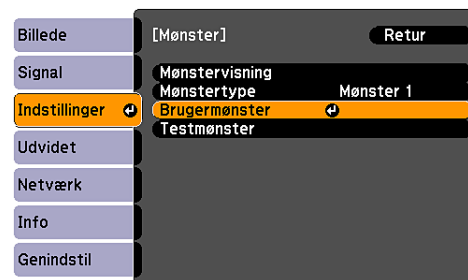 Billede
Signal
Indstillinger
Udvidet
Netværk
Info
Genindstil
[Mønster] Retur
Mønstervisning
Mønstertype Mønster 1
Brugermønster
Testmønster